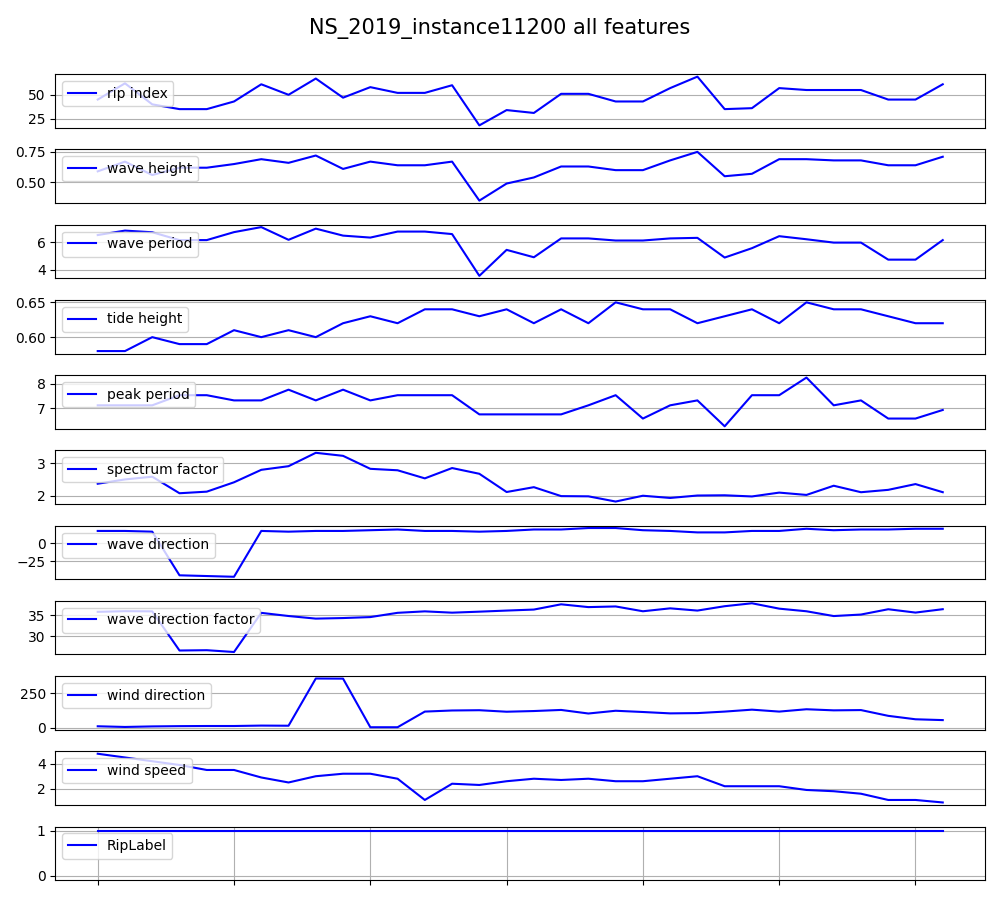 NS_2019_instance11200 all features
50
25
rip index
0.75
0.50
wave height
6
4
wave period
0.65
0.60
tide height
8
7
peak period
3
2
spectrum factor
0
−25
wave direction
35
30
wave direction factor
250
0
wind direction
4
2
wind speed
1
0
RipLabel